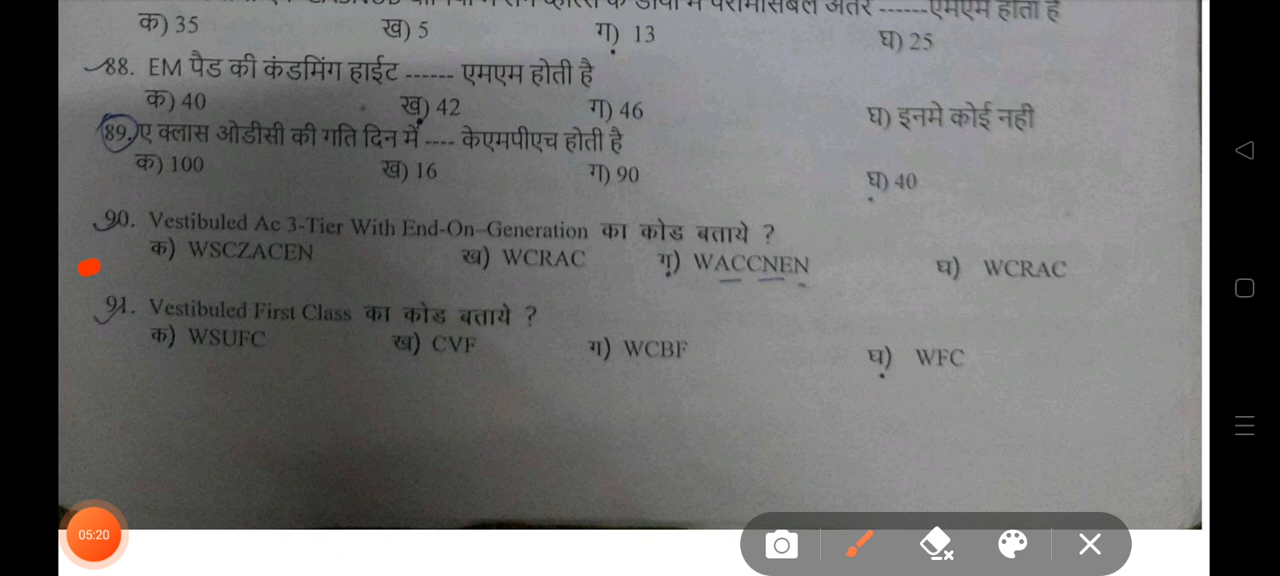 ------एमएम होता है
क) 35 ख) 5 ग) 13 घ) 25
88. EM पैड की कंडमिंग हाईट ------ एमएम होती है
क) 40 ख) 42 ग) 46 घ) इनमे कोई नही
89. ए क्लास ओडीसी की गति दिन में ---- केएमपीएच होती है
क) 100 ख) 16 ग) 90 घ) 40
90. Vestibuled Ac 3-Tier With End-On-Generation का कोड बताये ?
क) WSCZACEN ख) WCRAC ग) WACCNEN घ) WCRAC
91. Vestibuled First Class का कोड बताये ?
क) WSUFC ख) CVF ग) WCBF घ) WFC
05:20